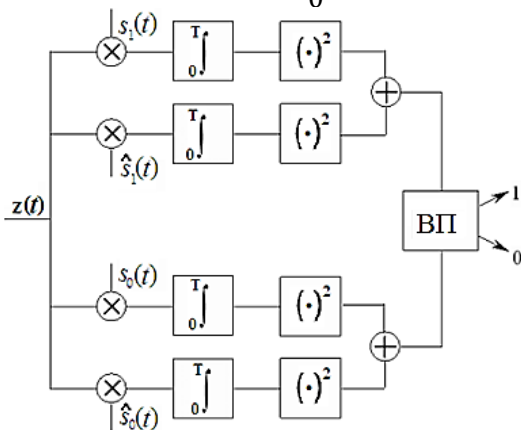 0
s₁(t)
× T ∫ 0 (·)² +
× T ∫ 0 (·)²
ŝ₁(t)
z(t)
ВП 1
0
s₀(t)
× T ∫ 0 (·)² +
× T ∫ 0 (·)²
ŝ₀(t)